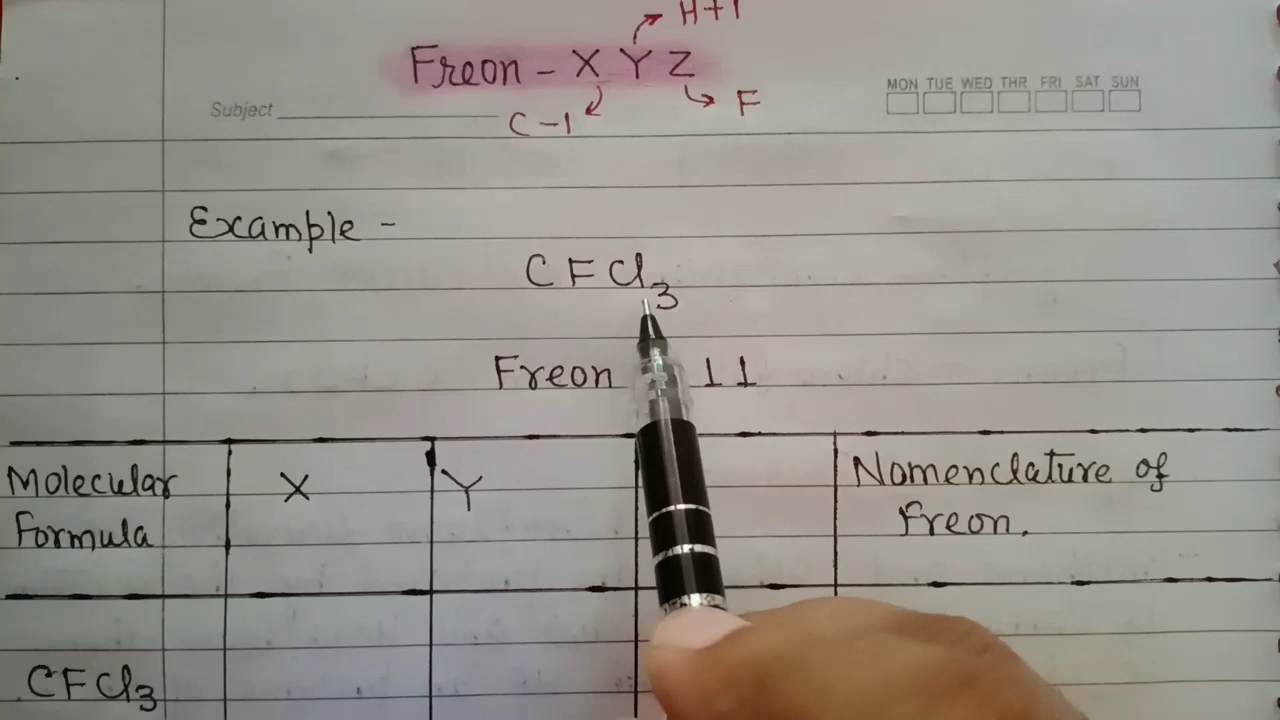 H+1
Freon - X Y Z
MON TUE WED THR FRI SAT SUN
Subject
C-1
F
Example -
CFCl3
Freon 11
Molecular Formula
X
Y
Nomenclature of Freon.
CFCl3